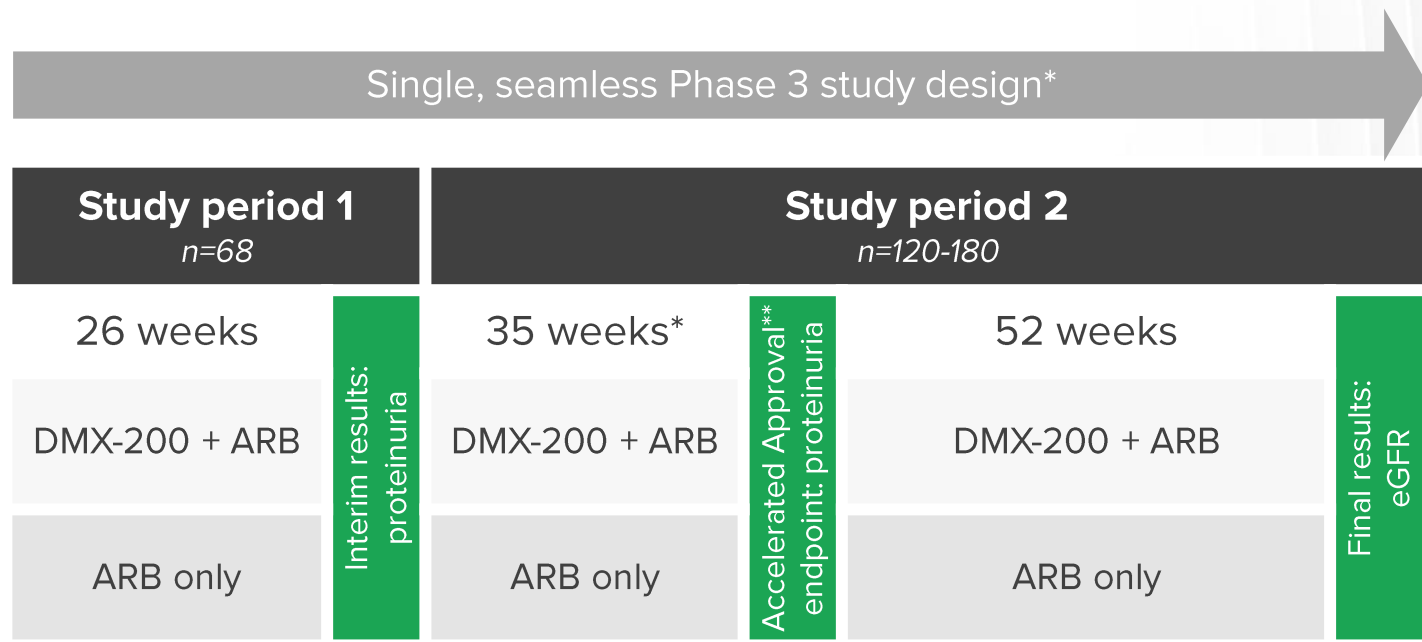 Single, seamless Phase 3 study design*
Study period 1
n=68
Study period 2
n=120-180
26 weeks
DMX-200 + ARB
ARB only
Interim results:
proteinuria
35 weeks*
DMX-200 + ARB
ARB only
Accelerated Approval**
endpoint: proteinuria
52 weeks
DMX-200 + ARB
ARB only
Final results:
eGFR